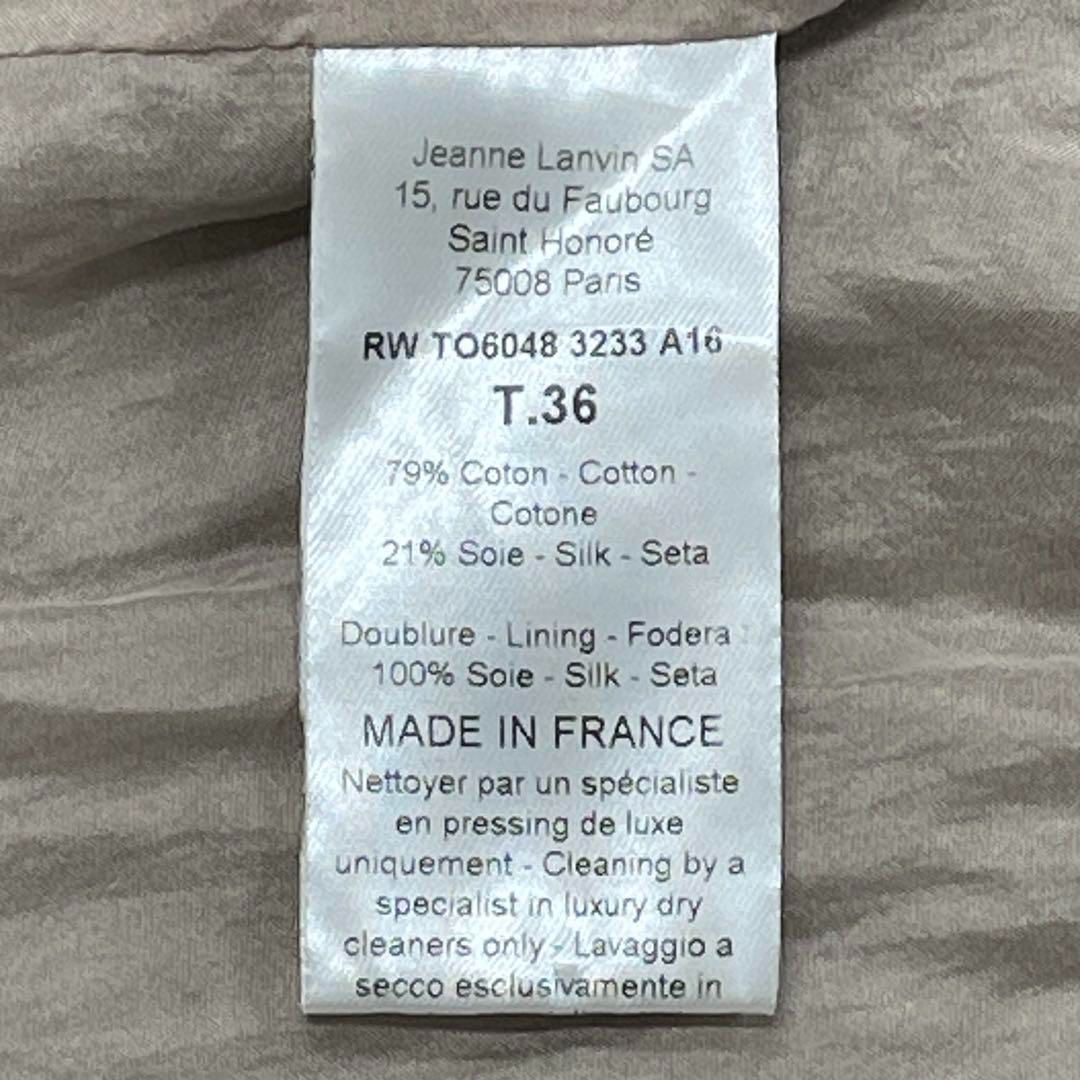 Jeanne Lanvin SA
15, rue du Faubourg
Saint Honoré
75008 Paris
RW TO6048 3233 A16
T.36
79% Coton - Cotton -
Cotone
21% Soie - Silk - Seta
Doublure - Lining - Fodera :
100% Soie - Silk - Seta
MADE IN FRANCE
Nettoyer par un spécialiste
en pressing de luxe
uniquement - Cleaning by a
specialist in luxury dry
cleaners only - Lavaggio a
secco esclusivamente in